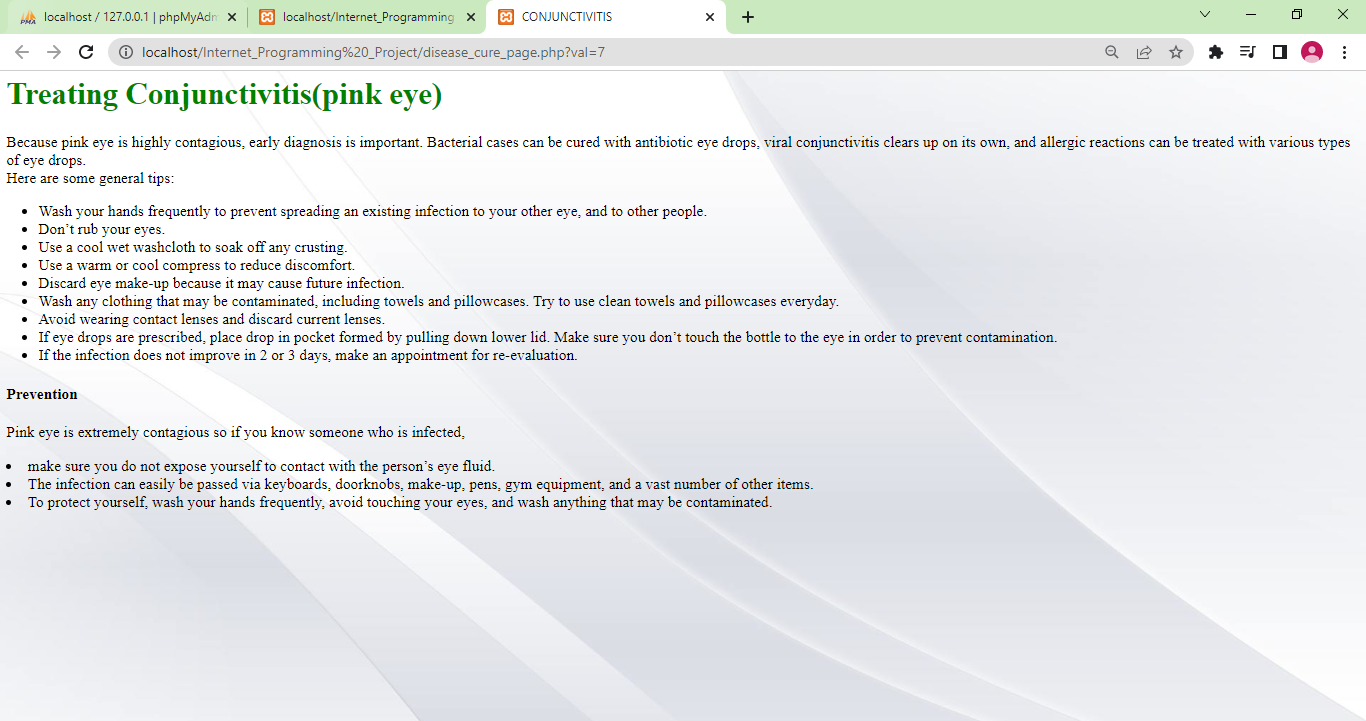 PMA localhost / 127.0.0.1 | phpMyAdm
localhost/Internet_Programming
CONJUNCTIVITIS
localhost/Internet_Programming%20_Project/disease_cure_page.php?val=7
Treating Conjunctivitis(pink eye)
Because pink eye is highly contagious, early diagnosis is important. Bacterial cases can be cured with antibiotic eye drops, viral conjunctivitis clears up on its own, and allergic reactions can be treated with various types
of eye drops.
Here are some general tips:
• Wash your hands frequently to prevent spreading an existing infection to your other eye, and to other people.
• Don’t rub your eyes.
• Use a cool wet washcloth to soak off any crusting.
• Use a warm or cool compress to reduce discomfort.
• Discard eye make-up because it may cause future infection.
• Wash any clothing that may be contaminated, including towels and pillowcases. Try to use clean towels and pillowcases everyday.
• Avoid wearing contact lenses and discard current lenses.
• If eye drops are prescribed, place drop in pocket formed by pulling down lower lid. Make sure you don’t touch the bottle to the eye in order to prevent contamination.
• If the infection does not improve in 2 or 3 days, make an appointment for re-evaluation.
Prevention
Pink eye is extremely contagious so if you know someone who is infected,
• make sure you do not expose yourself to contact with the person’s eye fluid.
• The infection can easily be passed via keyboards, doorknobs, make-up, pens, gym equipment, and a vast number of other items.
• To protect yourself, wash your hands frequently, avoid touching your eyes, and wash anything that may be contaminated.